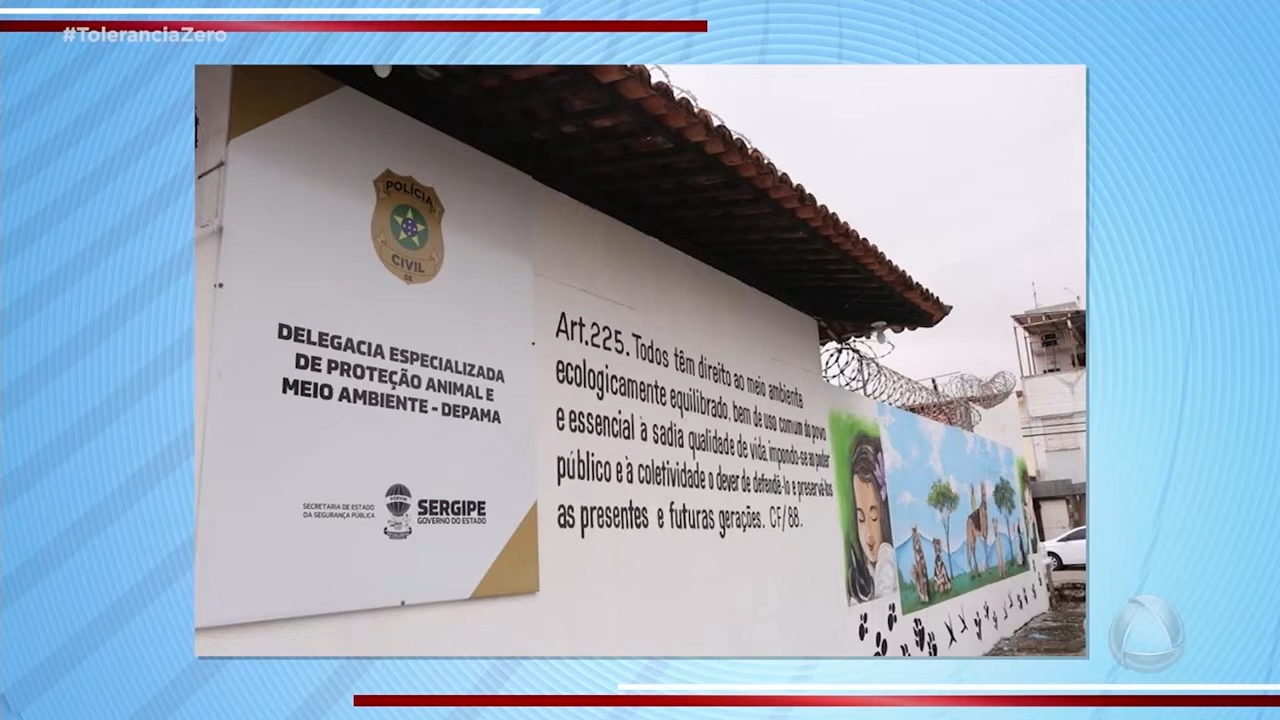 #ToleranciaZero
POLÍCIA
CIVIL
SE
DELEGACIA ESPECIALIZADA
DE PROTEÇÃO ANIMAL E
MEIO AMBIENTE - DEPAMA
SECRETARIA DE ESTADO
DA SEGURANÇA PÚBLICA
SERGIPE
GOVERNO DO ESTADO
Art.225. Todos têm direito ao meio ambiente
ecologicamente equilibrado, bem de uso comum do povo
e essencial à sadia qualidade de vida, impondo-se ao poder
público e à coletividade o dever de defendê-lo e preservá-lo s
as presentes e futuras gerações. CF/88.